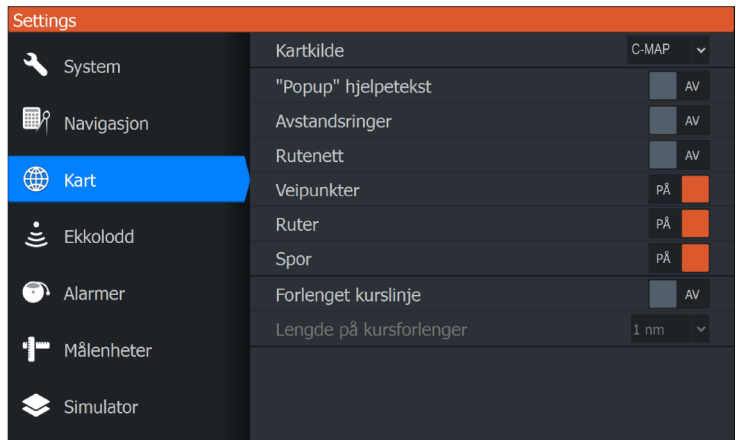 Settings
System
Navigasjon
Kart
Ekkolodd
Alarmer
Målenheter
Simulator
Kartkilde C-MAP
"Popup" hjelpetekst AV
Avstandsringer AV
Rutenett AV
Veipunkter PÅ
Ruter PÅ
Spor PÅ
Forlenget kurslinje AV
Lengde på kursforlenger 1 nm